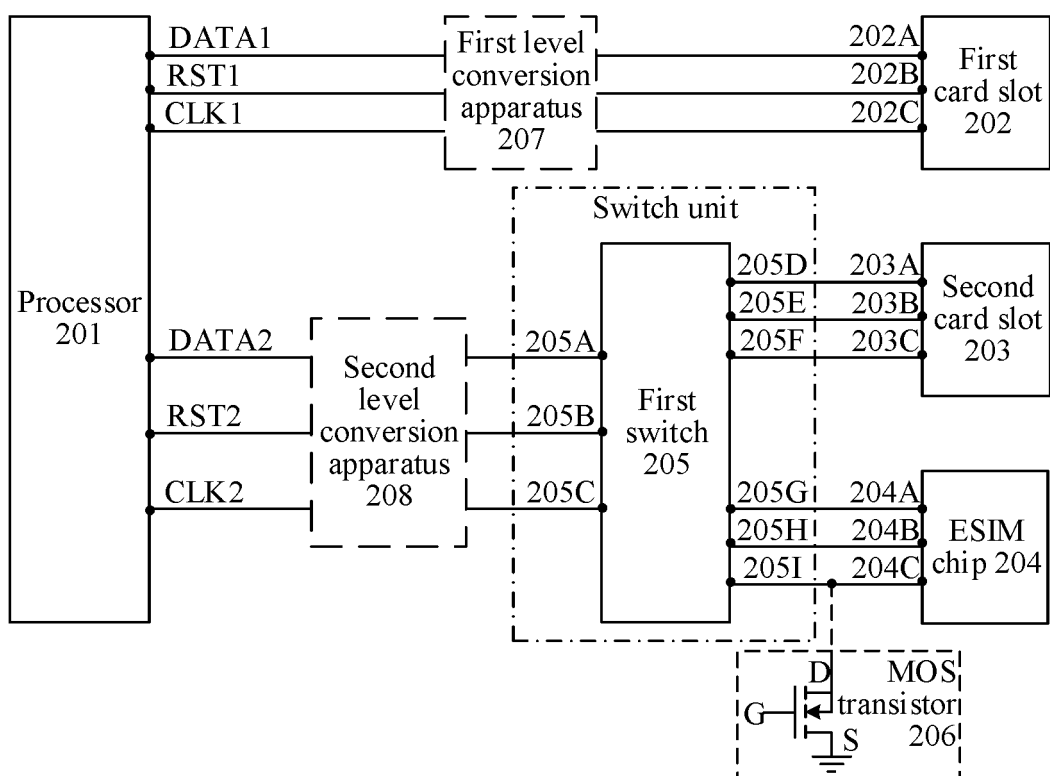 DATA1
RST1
CLK1
First level
conversion
apparatus
207
202A
202B
202C
First
card slot
202
Switch unit
Processor
201
DATA2
RST2
CLK2
Second
level
conversion
apparatus
208
205A
205B
205C
First
switch
205
205D
205E
205F
203A
203B
203C
Second
card slot
203
205G
205H
205I
204A
204B
204C
ESIM
chip 204
D
G
S
MOS
transistor
206